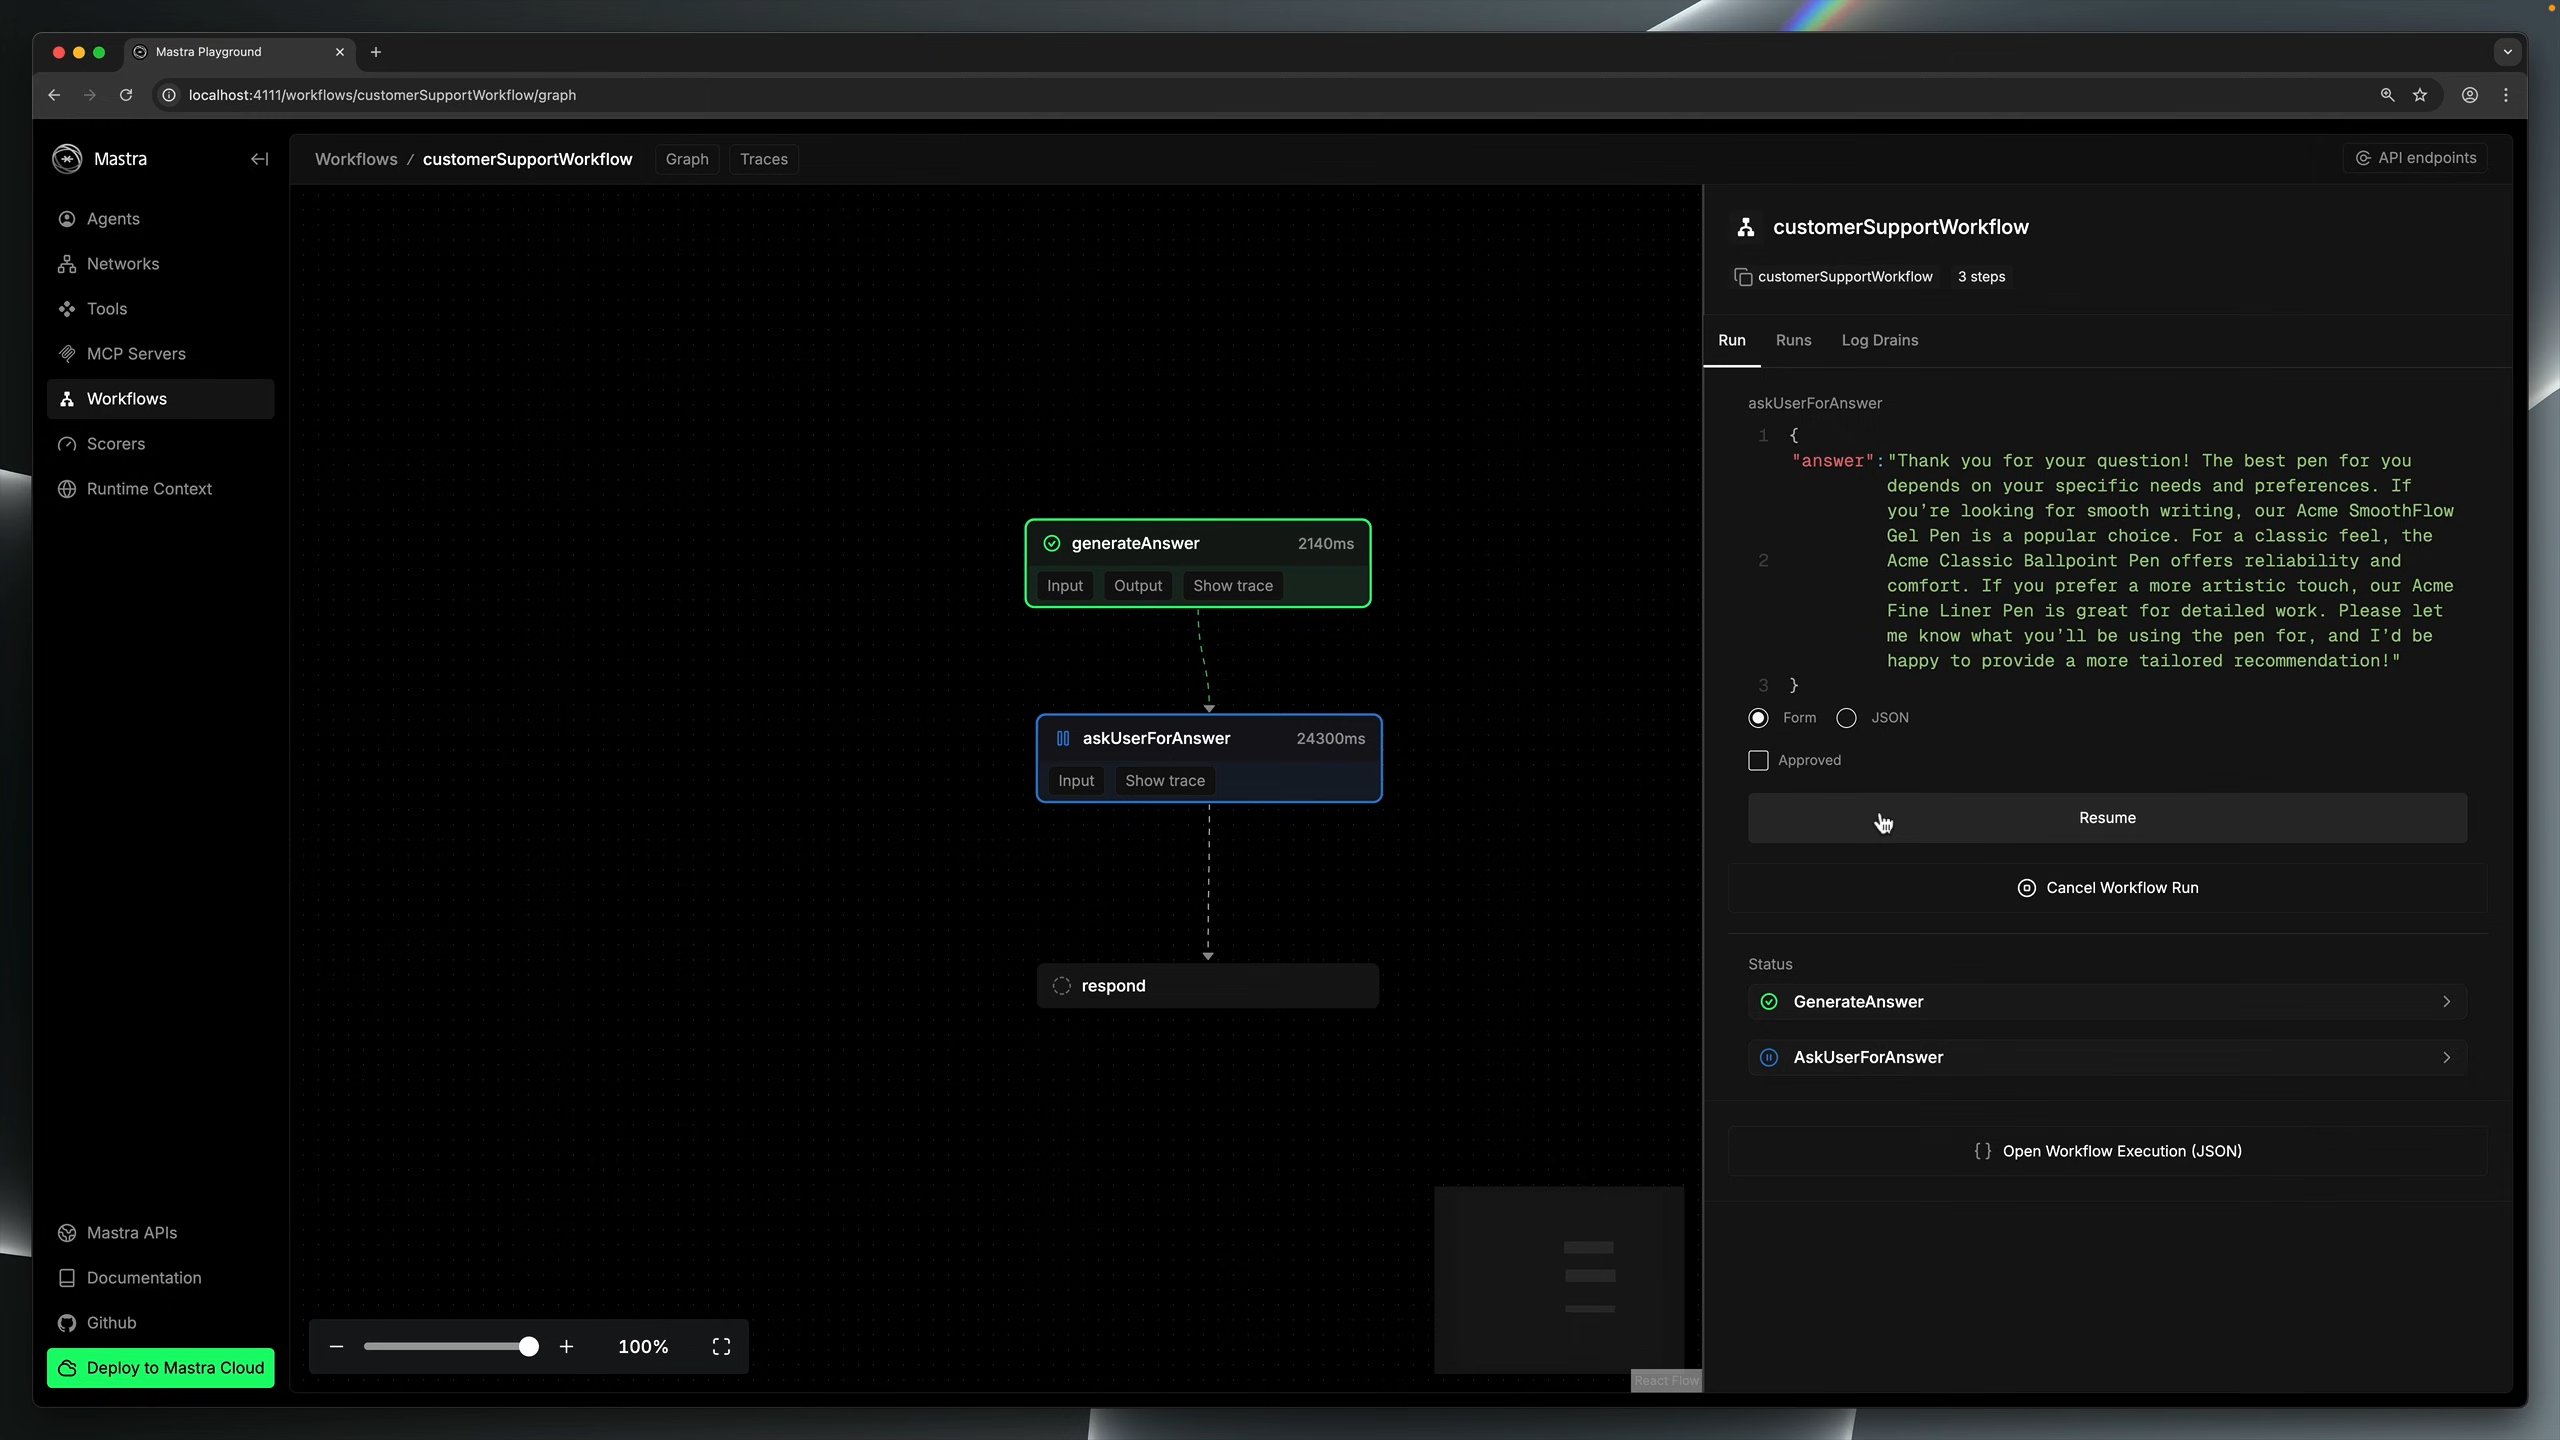 Mastra Playground
localhost:4111/workflows/customerSupportWorkflow/graph
Mastra
Agents
Networks
Tools
MCP Servers
Workflows
Scorers
Runtime Context
Mastra APIs
Documentation
Github
Deploy to Mastra Cloud
Workflows / customerSupportWorkflow Graph Traces
API endpoints
generateAnswer 2140ms
Input Output Show trace
askUserForAnswer 24300ms
Input Show trace
respond
100%
React Flow
customerSupportWorkflow
customerSupportWorkflow 3 steps
Run Runs Log Drains
askUserForAnswer
1 {
"answer":"Thank you for your question! The best pen for you
depends on your specific needs and preferences. If
you're looking for smooth writing, our Acme SmoothFlow
Gel Pen is a popular choice. For a classic feel, the
2 Acme Classic Ballpoint Pen offers reliability and
comfort. If you prefer a more artistic touch, our Acme
Fine Liner Pen is great for detailed work. Please let
me know what you'll be using the pen for, and I'd be
happy to provide a more tailored recommendation!"
3 }
Form JSON
Approved
Resume
Cancel Workflow Run
Status
GenerateAnswer
AskUserForAnswer
{ } Open Workflow Execution (JSON)